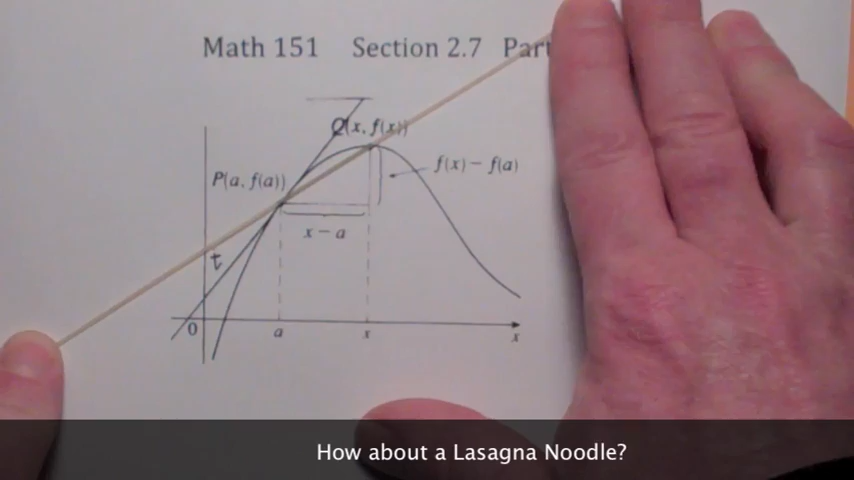 Math 151 Section 2.7 Part
Q(x, f(x))
P(a, f(a))
f(x) – f(a)
x – a
t
0
a
x
x
How about a Lasagna Noodle?